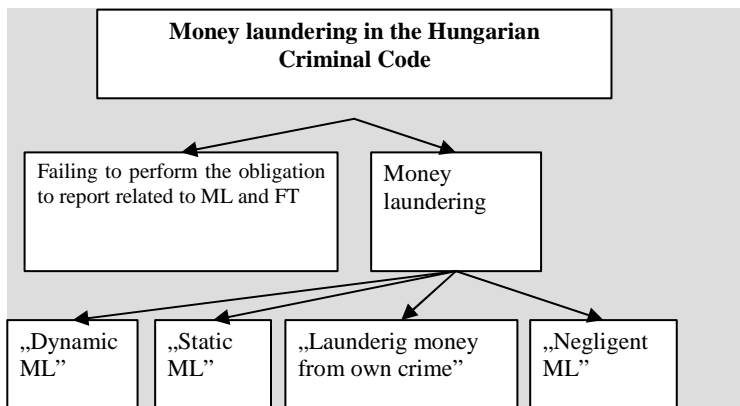 Money laundering in the Hungarian
Criminal Code
Failing to perform the obligation
to report related to ML and FT
Money
laundering
„Dynamic
ML”
„Static
ML”
„Launderig money
from own crime”
„Negligent
ML”